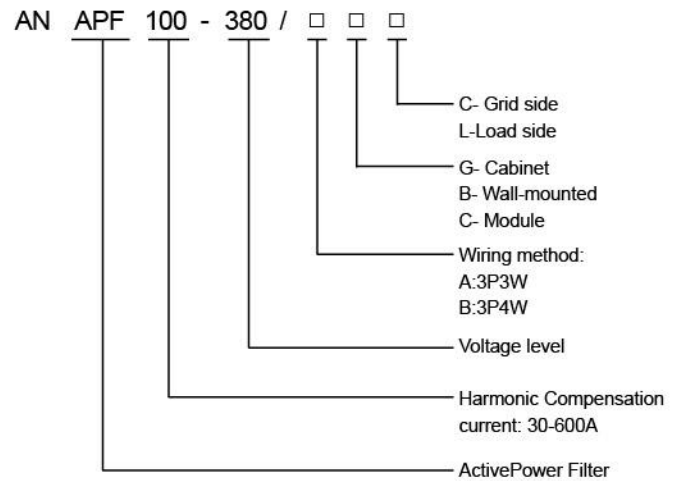 AN APF 100 - 380 / □ □ □
C- Grid side
L-Load side
G- Cabinet
B- Wall-mounted
C- Module
Wiring method:
A:3P3W
B:3P4W
Voltage level
Harmonic Compensation
current: 30-600A
ActivePower Filter